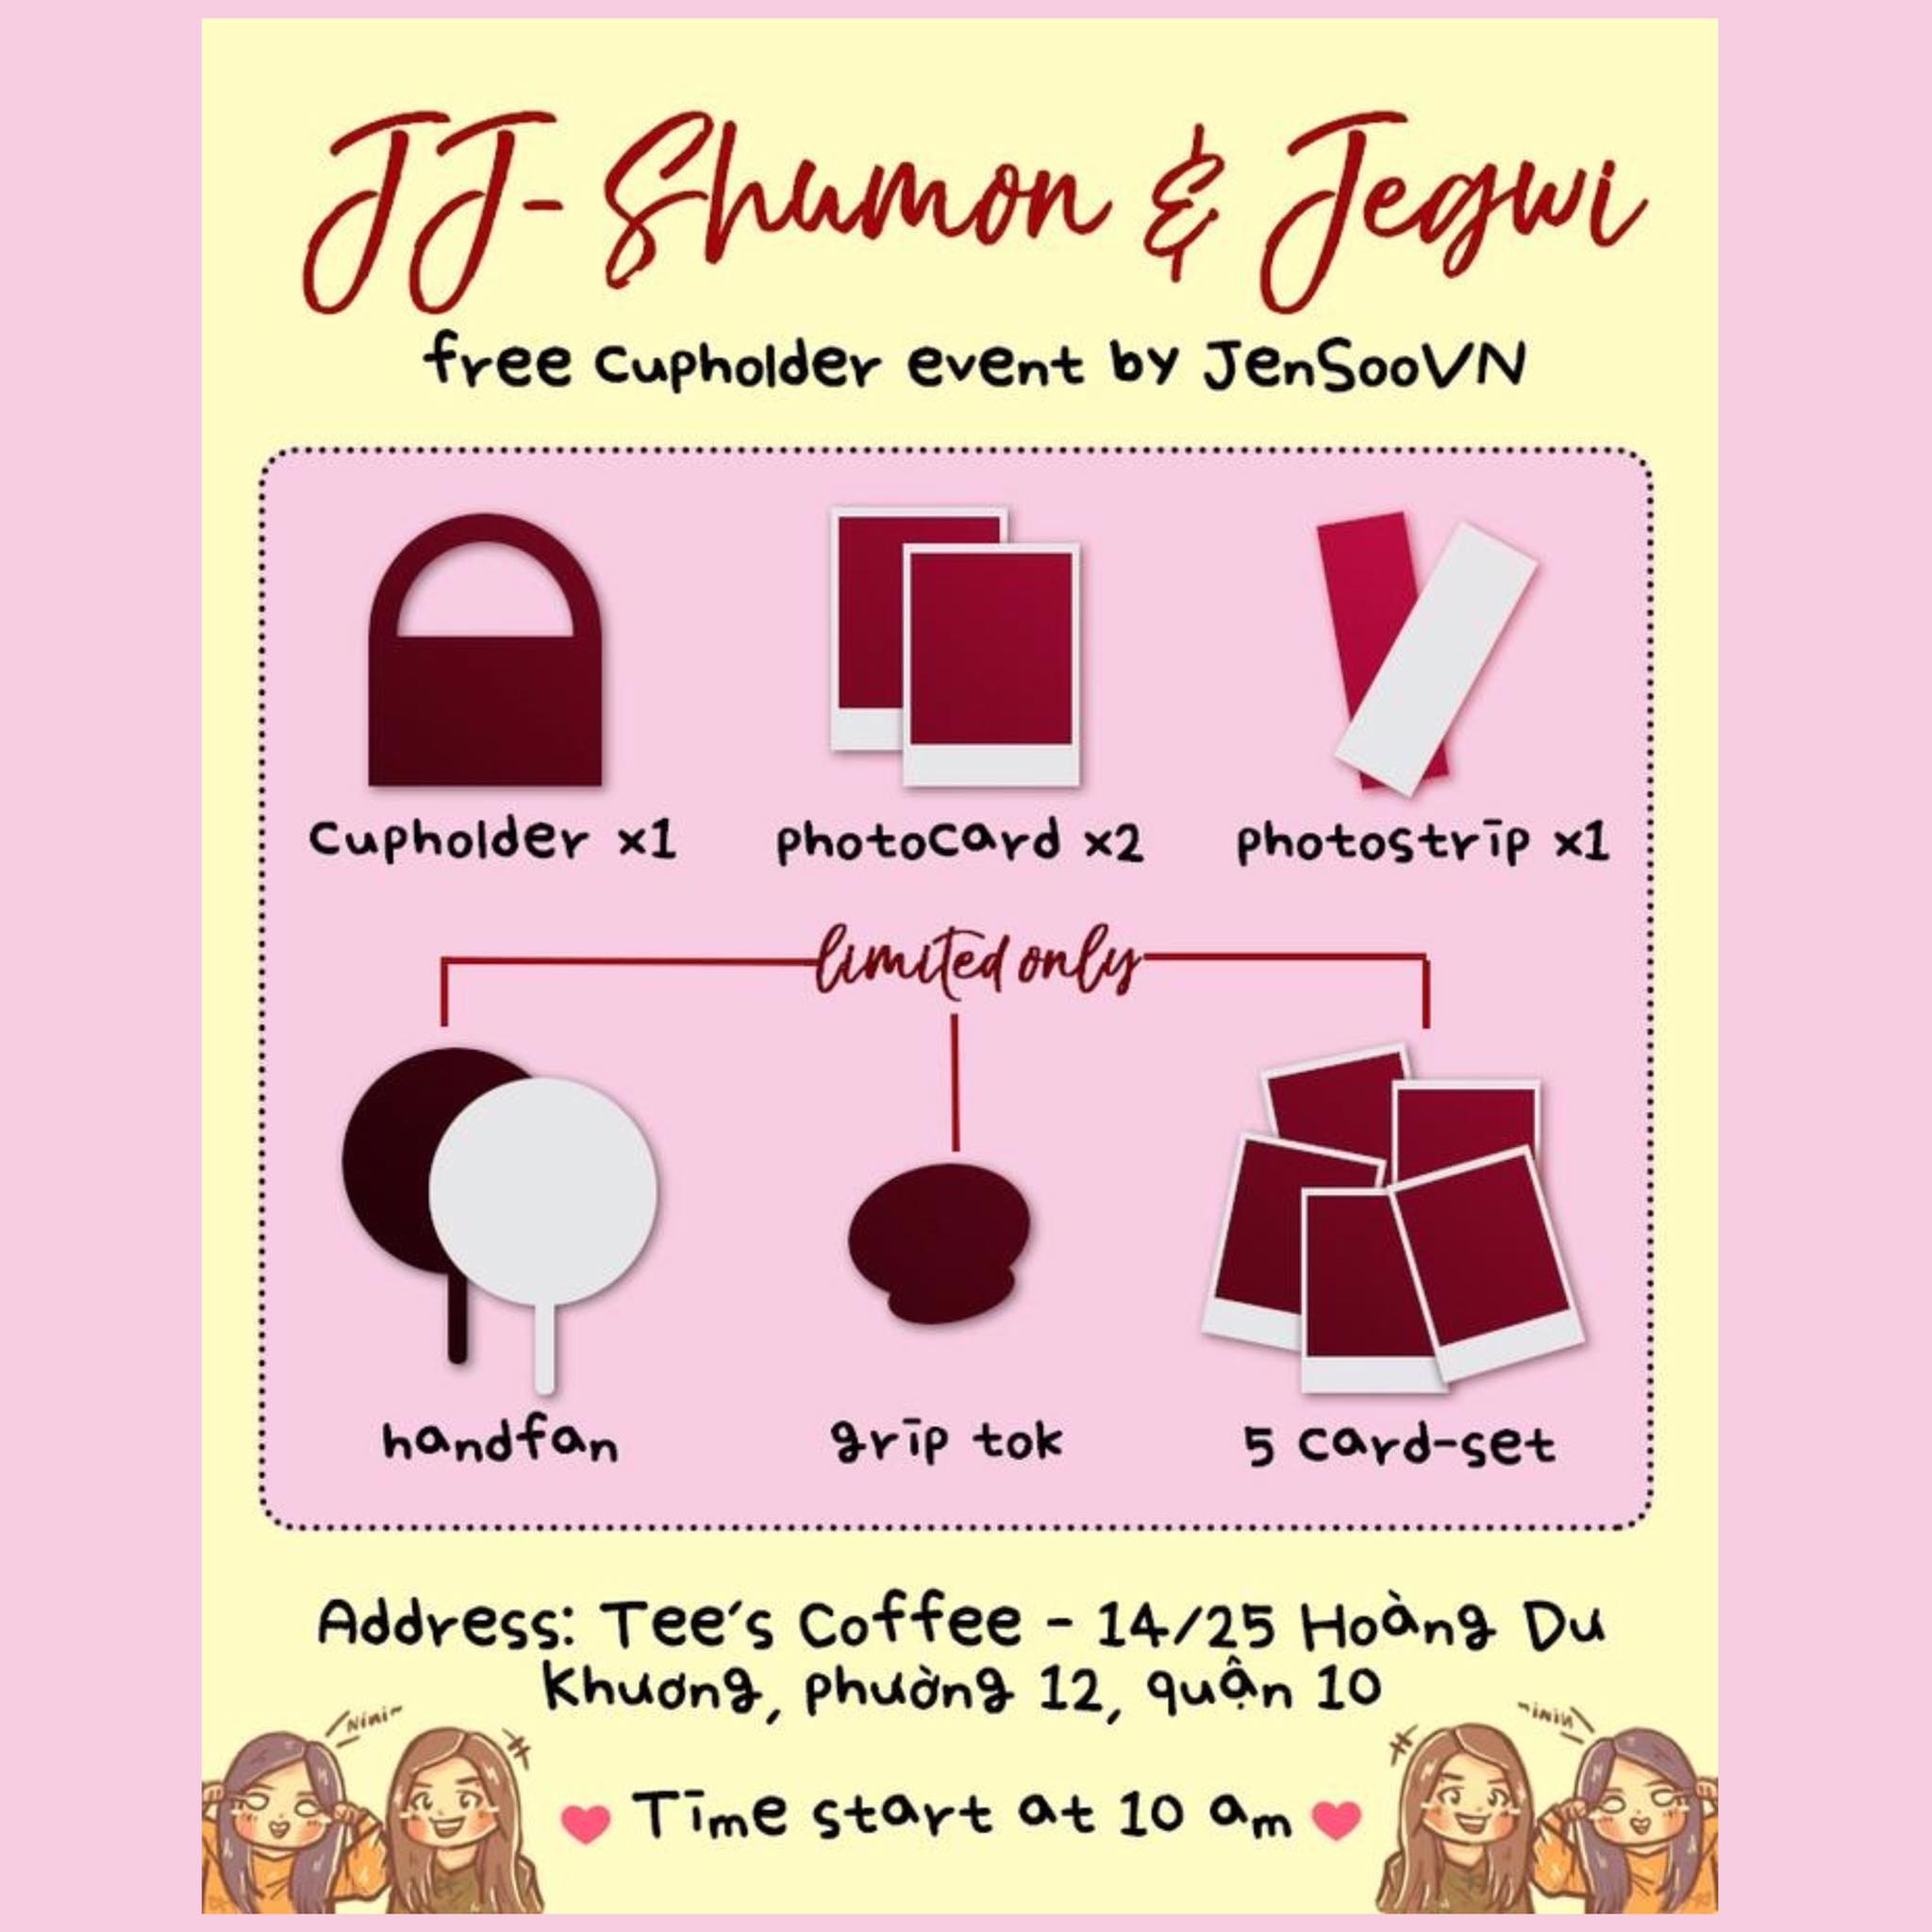 JJ- Shumon & Jegwi
free Cupholder event by JenSooVN
Cupholder x1
photoCard x2
photostrip x1
limited only
handfan
grip tok
5 Card-set
Address: Tee's Coffee - 14/25 Hoàng Dư
Khương, phường 12, quận 10
Nini~
Time start at 10 am